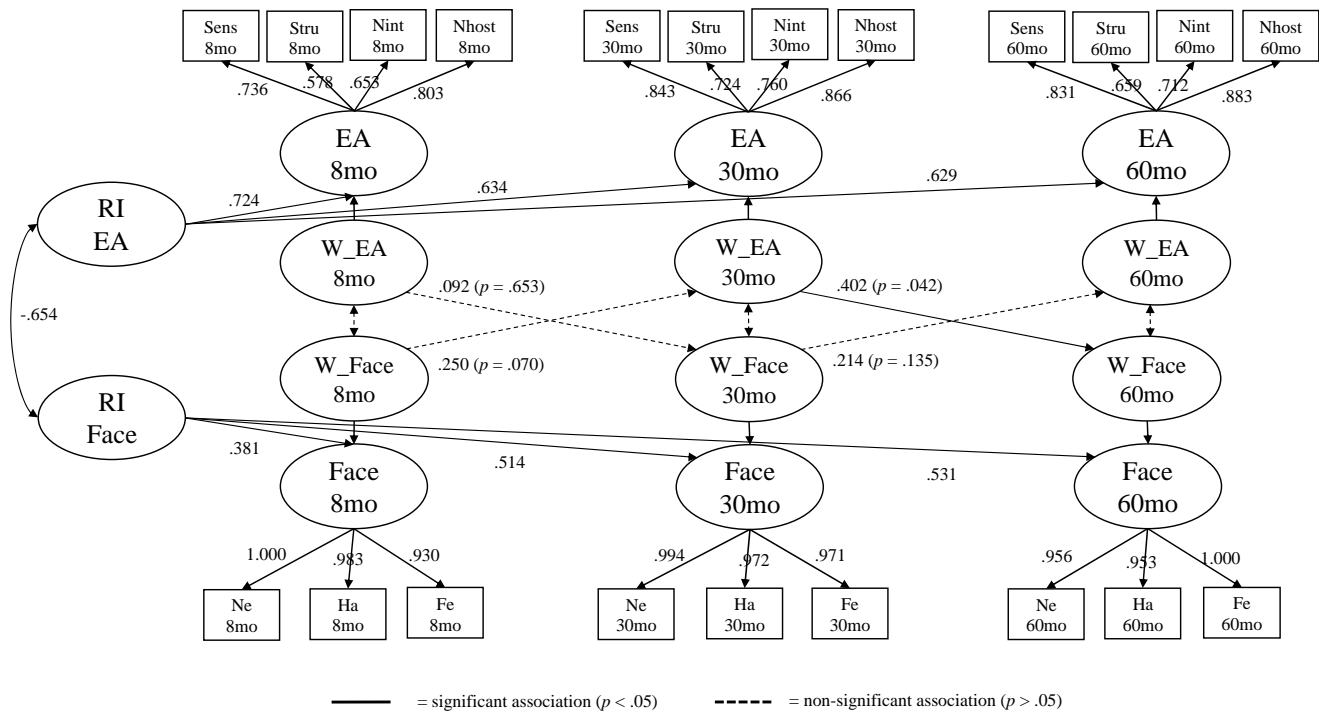 Sens
8mo
Stru
8mo
Nint
8mo
Nhost
8mo
Sens
30mo
Stru
30mo
Nint
30mo
Nhost
30mo
Sens
60mo
Stru
60mo
Nint
60mo
Nhost
60mo
.736
.578
.653
.803
.843
.724
.760
.866
.831
.659
.712
.883
EA
8mo
EA
30mo
EA
60mo
.724
.634
.629
RI
EA
W_EA
8mo
W_EA
30mo
W_EA
60mo
.092 (p = .653)
.402 (p = .042)
-.654
.250 (p = .070)
.214 (p = .135)
W_Face
8mo
W_Face
30mo
W_Face
60mo
RI
Face
.381
.514
.531
Face
8mo
Face
30mo
Face
60mo
1.000
.983
.930
.994
.972
.971
.956
.953
1.000
Ne
8mo
Ha
8mo
Fe
8mo
Ne
30mo
Ha
30mo
Fe
30mo
Ne
60mo
Ha
60mo
Fe
60mo
= significant association (p < .05)
= non-significant association (p > .05)